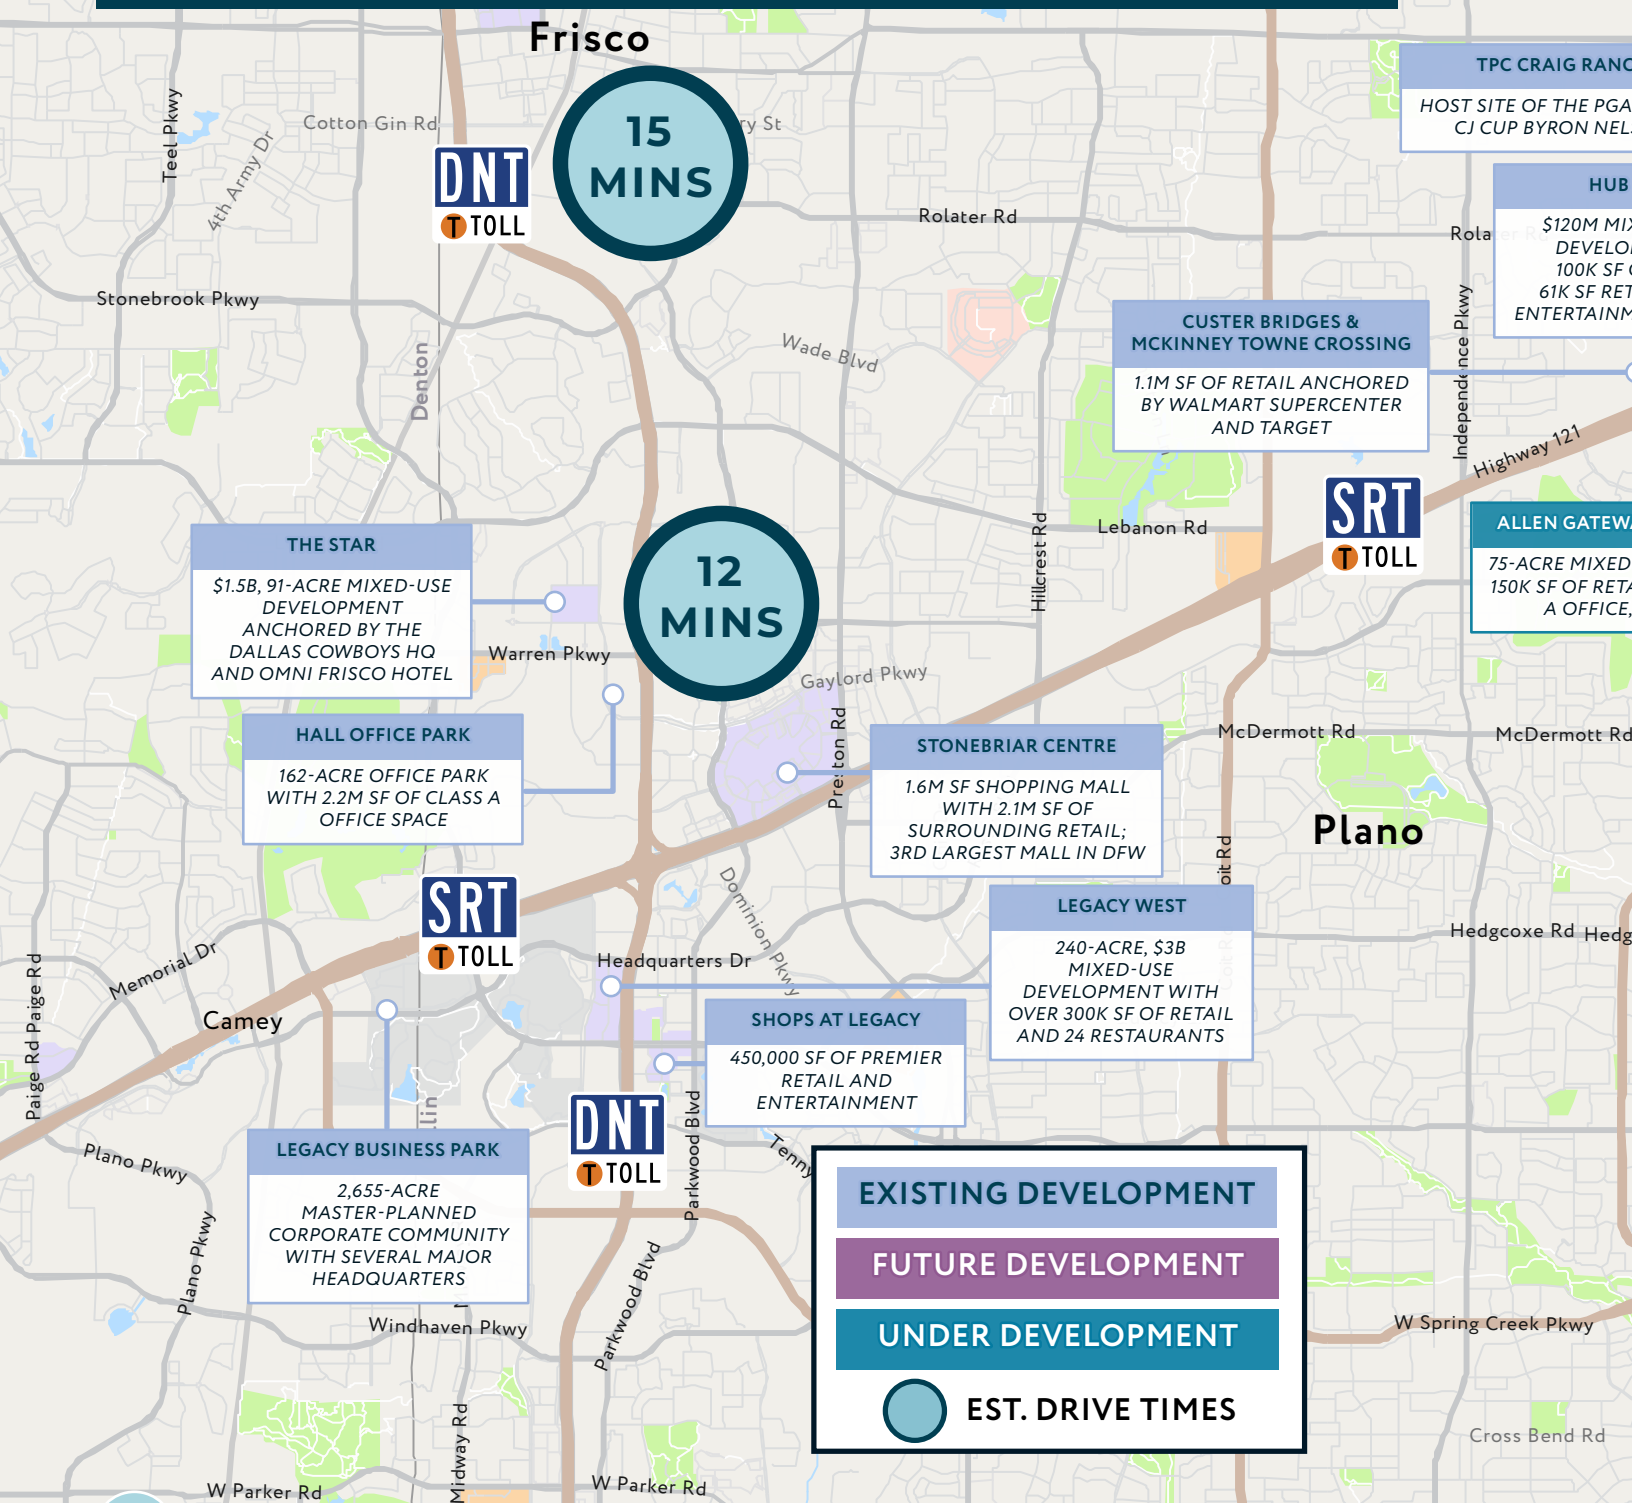 Frisco
15
MINS
Teel Pkwy
Cotton Gin Rd
4th Army Dr
ry St
DNT
T TOLL
TPC CRAIG RANC
HOST SITE OF THE PGA
CJ CUP BYRON NELS
HUB
$120M MIX
DEVELO
100K SF
61K SF RET
ENTERTAINM
Rolater Rd
Stonebrook Pkwy
Denton
Wade Blvd
Independence Pkwy
CUSTER BRIDGES &
MCKINNEY TOWNE CROSSING
1.1M SF OF RETAIL ANCHORED
BY WALMART SUPERCENTER
AND TARGET
Highway 121
SRT
T TOLL
Lebanon Rd
Hillcrest Rd
ALLEN GATEWA
75-ACRE MIXED
150K SF OF RETA
A OFFICE,
THE STAR
$1.5B, 91-ACRE MIXED-USE
DEVELOPMENT
ANCHORED BY THE
DALLAS COWBOYS HQ
AND OMNI FRISCO HOTEL
12
MINS
Warren Pkwy
Gaylord Pkwy
Preston Rd
HALL OFFICE PARK
162-ACRE OFFICE PARK
WITH 2.2M SF OF CLASS A
OFFICE SPACE
STONEBRIAR CENTRE
1.6M SF SHOPPING MALL
WITH 2.1M SF OF
SURROUNDING RETAIL;
3RD LARGEST MALL IN DFW
McDermott Rd
McDermott Rd
Plano
oit Rd
SRT
T TOLL
Dominion Pkwy
Headquarters Dr
LEGACY WEST
240-ACRE, $3B
MIXED-USE
DEVELOPMENT WITH
OVER 300K SF OF RETAIL
AND 24 RESTAURANTS
Hedgcoxe Rd
Hedg
Memorial Dr
Camey
Paige Rd
Paige Rd
SHOPS AT LEGACY
450,000 SF OF PREMIER
RETAIL AND
ENTERTAINMENT
DNT
T TOLL
Parkwood Blvd
Tenny
Plano Pkwy
Plano Pkwy
lin
LEGACY BUSINESS PARK
2,655-ACRE
MASTER-PLANNED
CORPORATE COMMUNITY
WITH SEVERAL MAJOR
HEADQUARTERS
Windhaven Pkwy
Parkwood Blvd
Midway Rd
W Parker Rd
W Parker Rd
EXISTING DEVELOPMENT
FUTURE DEVELOPMENT
UNDER DEVELOPMENT
EST. DRIVE TIMES
W Spring Creek Pkwy
Cross Bend Rd